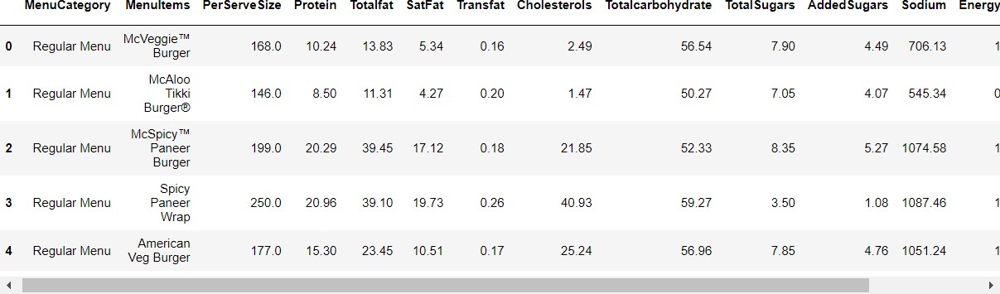 MenuCategory MenuItems PerServeSize Protein Totalfat SatFat Transfat Cholesterols Totalcarbohydrate TotalSugars AddedSugars Sodium Energy
0 Regular Menu McVeggie™ Burger 168.0 10.24 13.83 5.34 0.16 2.49 56.54 7.90 4.49 706.13 1
1 Regular Menu McAloo Tikki Burger® 146.0 8.50 11.31 4.27 0.20 1.47 50.27 7.05 4.07 545.34 0
2 Regular Menu McSpicy™ Paneer Burger 199.0 20.29 39.45 17.12 0.18 21.85 52.33 8.35 5.27 1074.58 1
3 Regular Menu Spicy Paneer Wrap 250.0 20.96 39.10 19.73 0.26 40.93 59.27 3.50 1.08 1087.46 1
4 Regular Menu American Veg Burger 177.0 15.30 23.45 10.51 0.17 25.24 56.96 7.85 4.76 1051.24 1